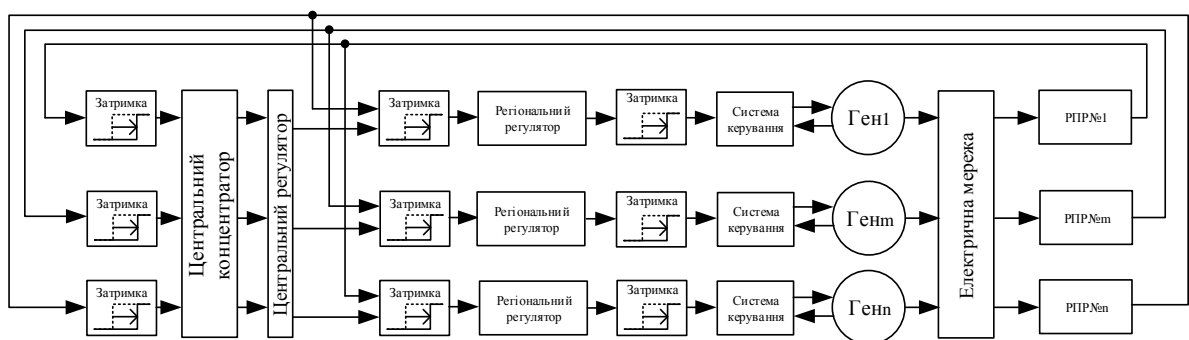 Затримка
Центральний
концентратор
Центральний регулятор
Затримка
Регіональний
регулятор
Затримка
Система
керування
Ген1
Електрична мережа
РПР№1
Затримка
Затримка
Регіональний
регулятор
Затримка
Система
керування
Генm
РПР№m
Затримка
Затримка
Регіональний
регулятор
Затримка
Система
керування
Генn
РПР№n